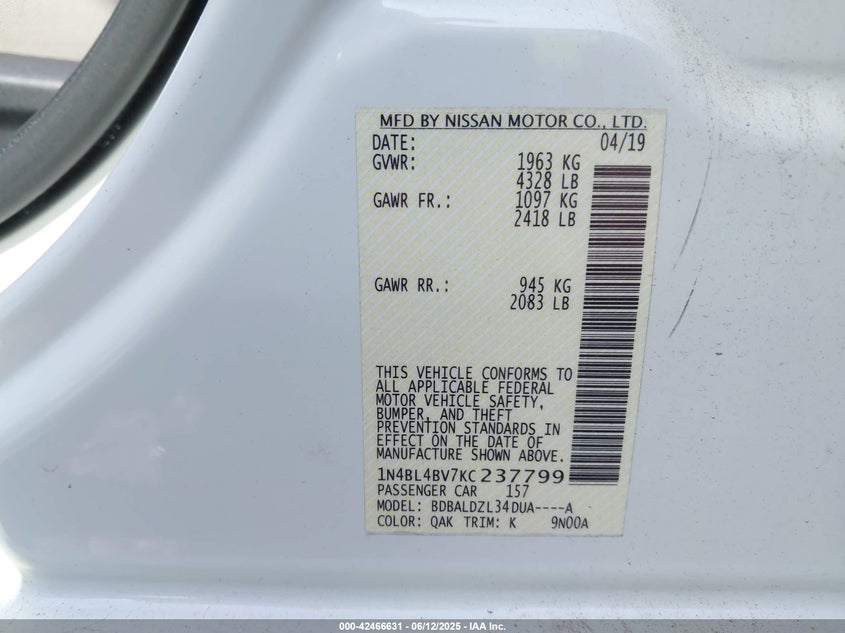 MFD BY NISSAN MOTOR CO., LTD.
DATE: 04/19
GVWR: 1963 KG
4328 LB
GAWR FR.: 1097 KG
2418 LB
GAWR RR.: 945 KG
2083 LB
THIS VEHICLE CONFORMS TO
ALL APPLICABLE FEDERAL
MOTOR VEHICLE SAFETY,
BUMPER, AND THEFT
PREVENTION STANDARDS IN
EFFECT ON THE DATE OF
MANUFACTURE SHOWN ABOVE.
1N4BL4BV7KC237799
PASSENGER CAR 157
MODEL: BDBALDZL34DUA----A
COLOR: QAK TRIM: K 9N00A
000-42466631 - 06/12/2025 - IAA Inc.